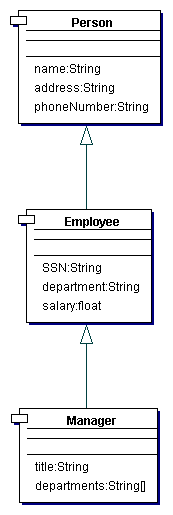 Person
name:String
address:String
phoneNumber:String
Employee
SSN:String
department:String
salary:float
Manager
title:String
departments:String[]